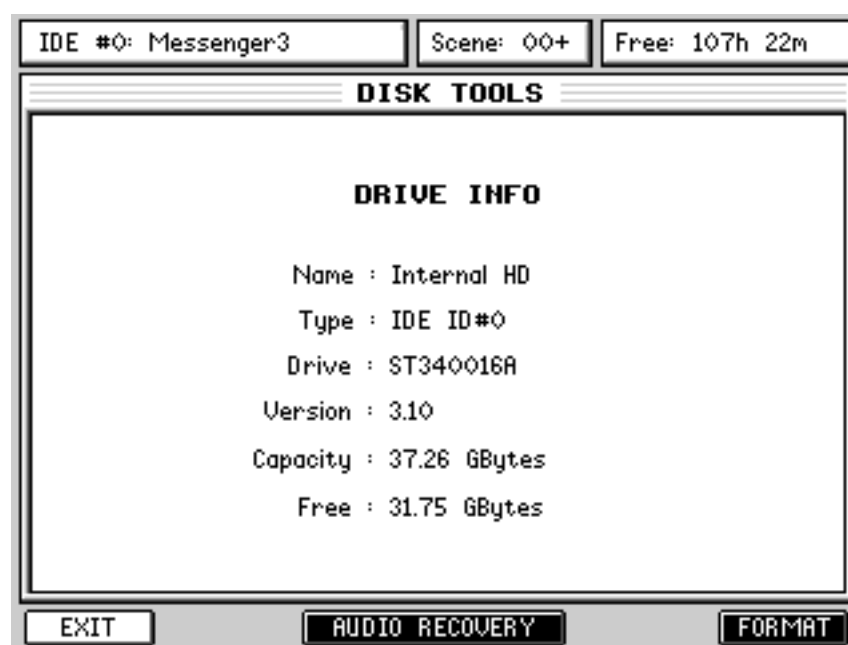 IDE #0: Messenger3 Scene: 00+ Free: 107h 22m
DISK TOOLS
DRIVE INFO
Name : Internal HD
Type : IDE ID#0
Drive : ST340016A
Version : 3.10
Capacity : 37.26 GBytes
Free : 31.75 GBytes
EXIT AUDIO RECOVERY FORMAT